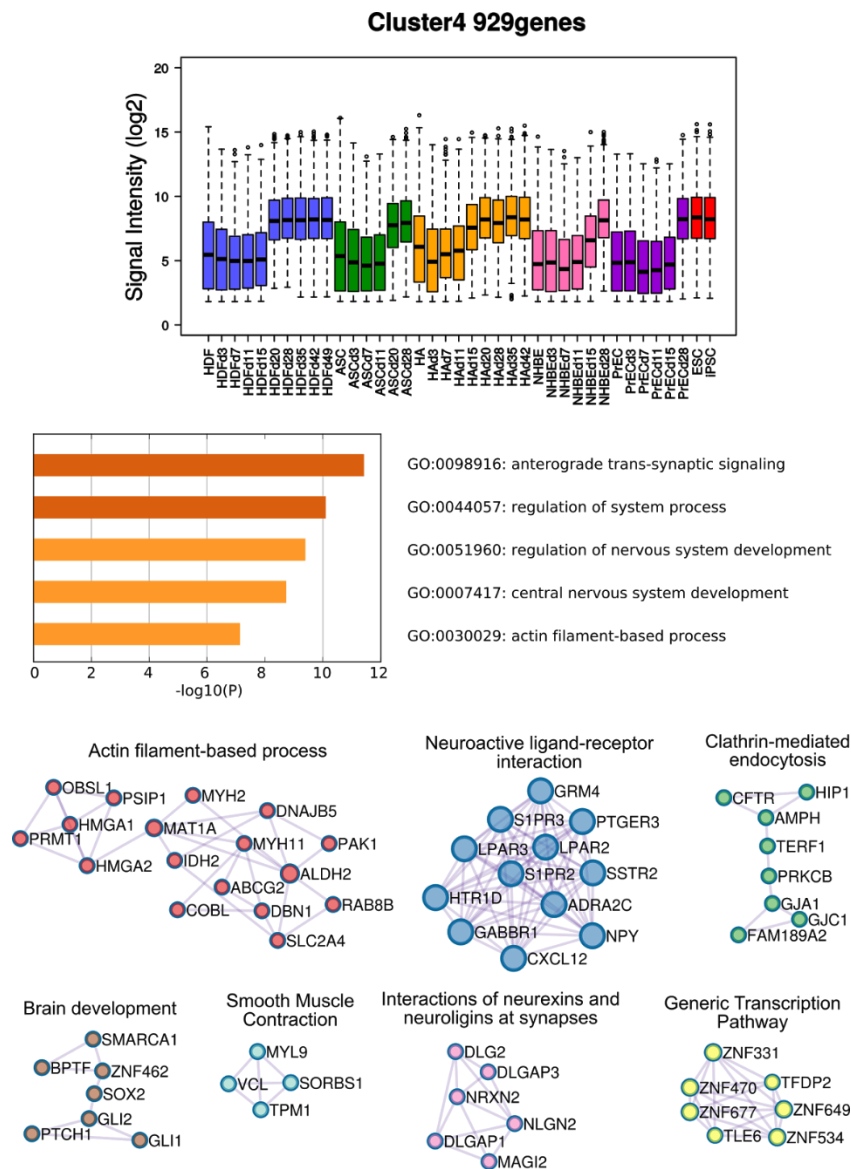 Cluster4 929genes
Signal Intensity (log2)
20
15
10
5
0
HDF
HDFd3
HDFd7
HDFd11
HDFd15
HDFd20
HDFd28
HDFd35
HDFd42
HDFd49
ASC
ASCd3
ASCd7
ASCd11
ASCd20
ASCd28
HA
HAd3
HAd7
HAd11
HAd15
HAd20
HAd28
HAd35
HAd42
NHBE
NHBEd3
NHBEd7
NHBEd11
NHBEd15
NHBEd28
PrEC
PrECd3
PrECd7
PrECd11
PrECd15
PrECd28
ESC
iPSC
GO:0098916: anterograde trans-synaptic signaling
GO:0044057: regulation of system process
GO:0051960: regulation of nervous system development
GO:0007417: central nervous system development
GO:0030029: actin filament-based process
0 2 4 6 8 10 12
-log10(P)
Actin filament-based process
OBSL1
PSIP1
MYH2
DNAJB5
PRMT1
HMGA1
MAT1A
MYH11
PAK1
HMGA2
IDH2
ALDH2
ABCG2
COBL
DBN1
RAB8B
SLC2A4
Neuroactive ligand-receptor
interaction
GRM4
S1PR3
PTGER3
LPAR3
LPAR2
S1PR2
SSTR2
HTR1D
ADRA2C
GABBR1
NPY
CXCL12
Clathrin-mediated
endocytosis
CFTR
HIP1
AMPH
TERF1
PRKCB
GJA1
GJC1
FAM189A2
Brain development
SMARCA1
BPTF
ZNF462
SOX2
GLI2
PTCH1
GLI1
Smooth Muscle
Contraction
MYL9
VCL
SORBS1
TPM1
Interactions of neurexins and
neuroligins at synapses
DLG2
DLGAP3
NRXN2
NLGN2
DLGAP1
MAGI2
Generic Transcription
Pathway
ZNF331
ZNF470
TFDP2
ZNF677
ZNF649
TLE6
ZNF534